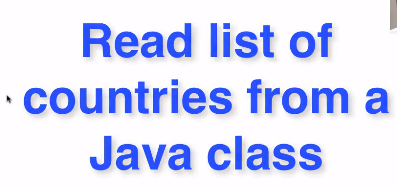 Read list of
countries from a
Java class